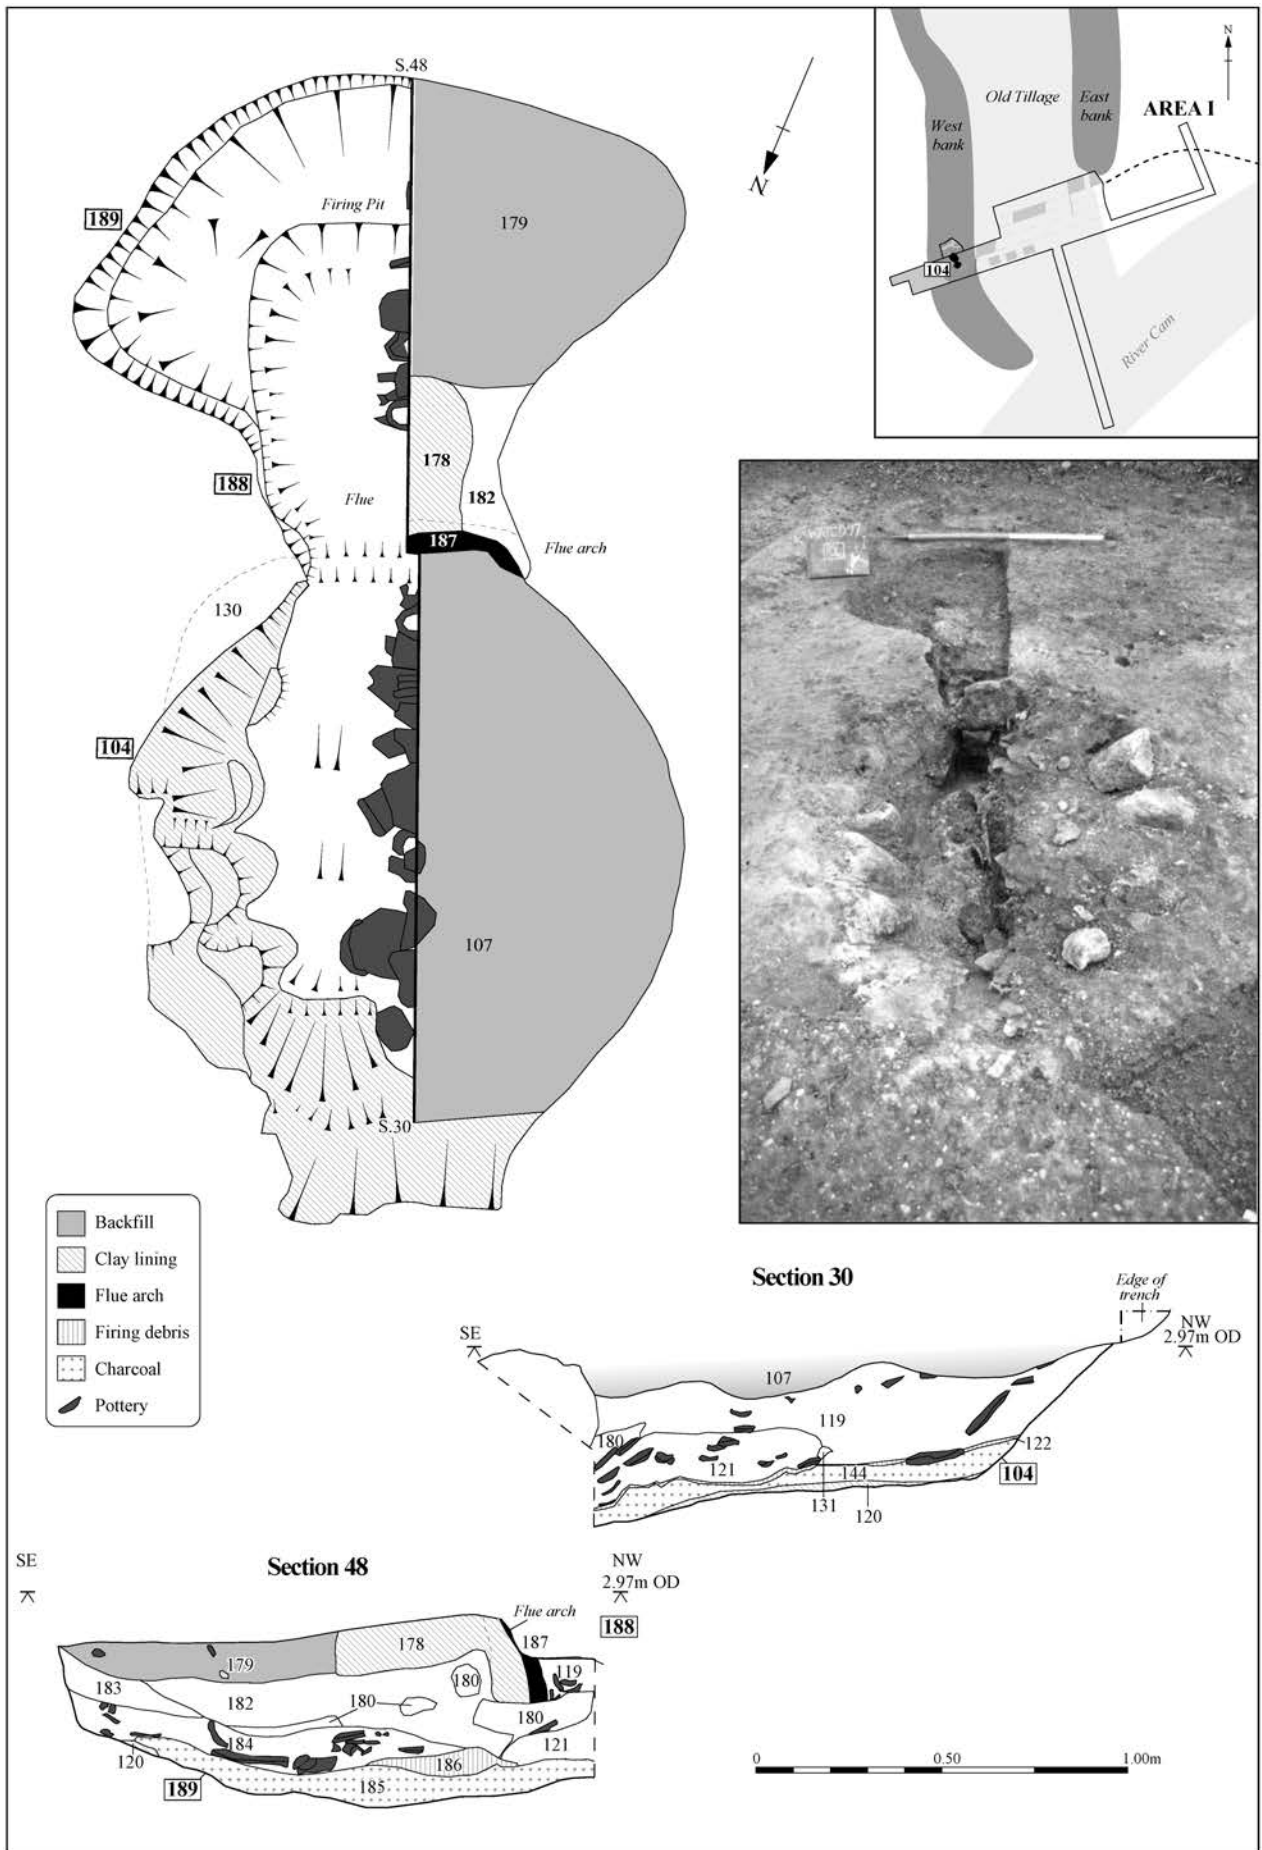 S.48
N
Firing Pit
189
179
188
178
182
Flue
187
Flue arch
130
104
107
S.30
N
Old Tillage
East
bank
AREA I
West
bank
104
River Cam
Backfill
Clay lining
Flue arch
Firing debris
Charcoal
Pottery
Section 30
Edge of
trench
SE
NW
2.97m OD
107
119
180
122
121
144
104
131
120
Section 48
SE
NW
2.97m OD
Flue arch
188
178
187
179
119
183
180
182
180
180
184
121
120
186
189
185
0
0.50
1.00m